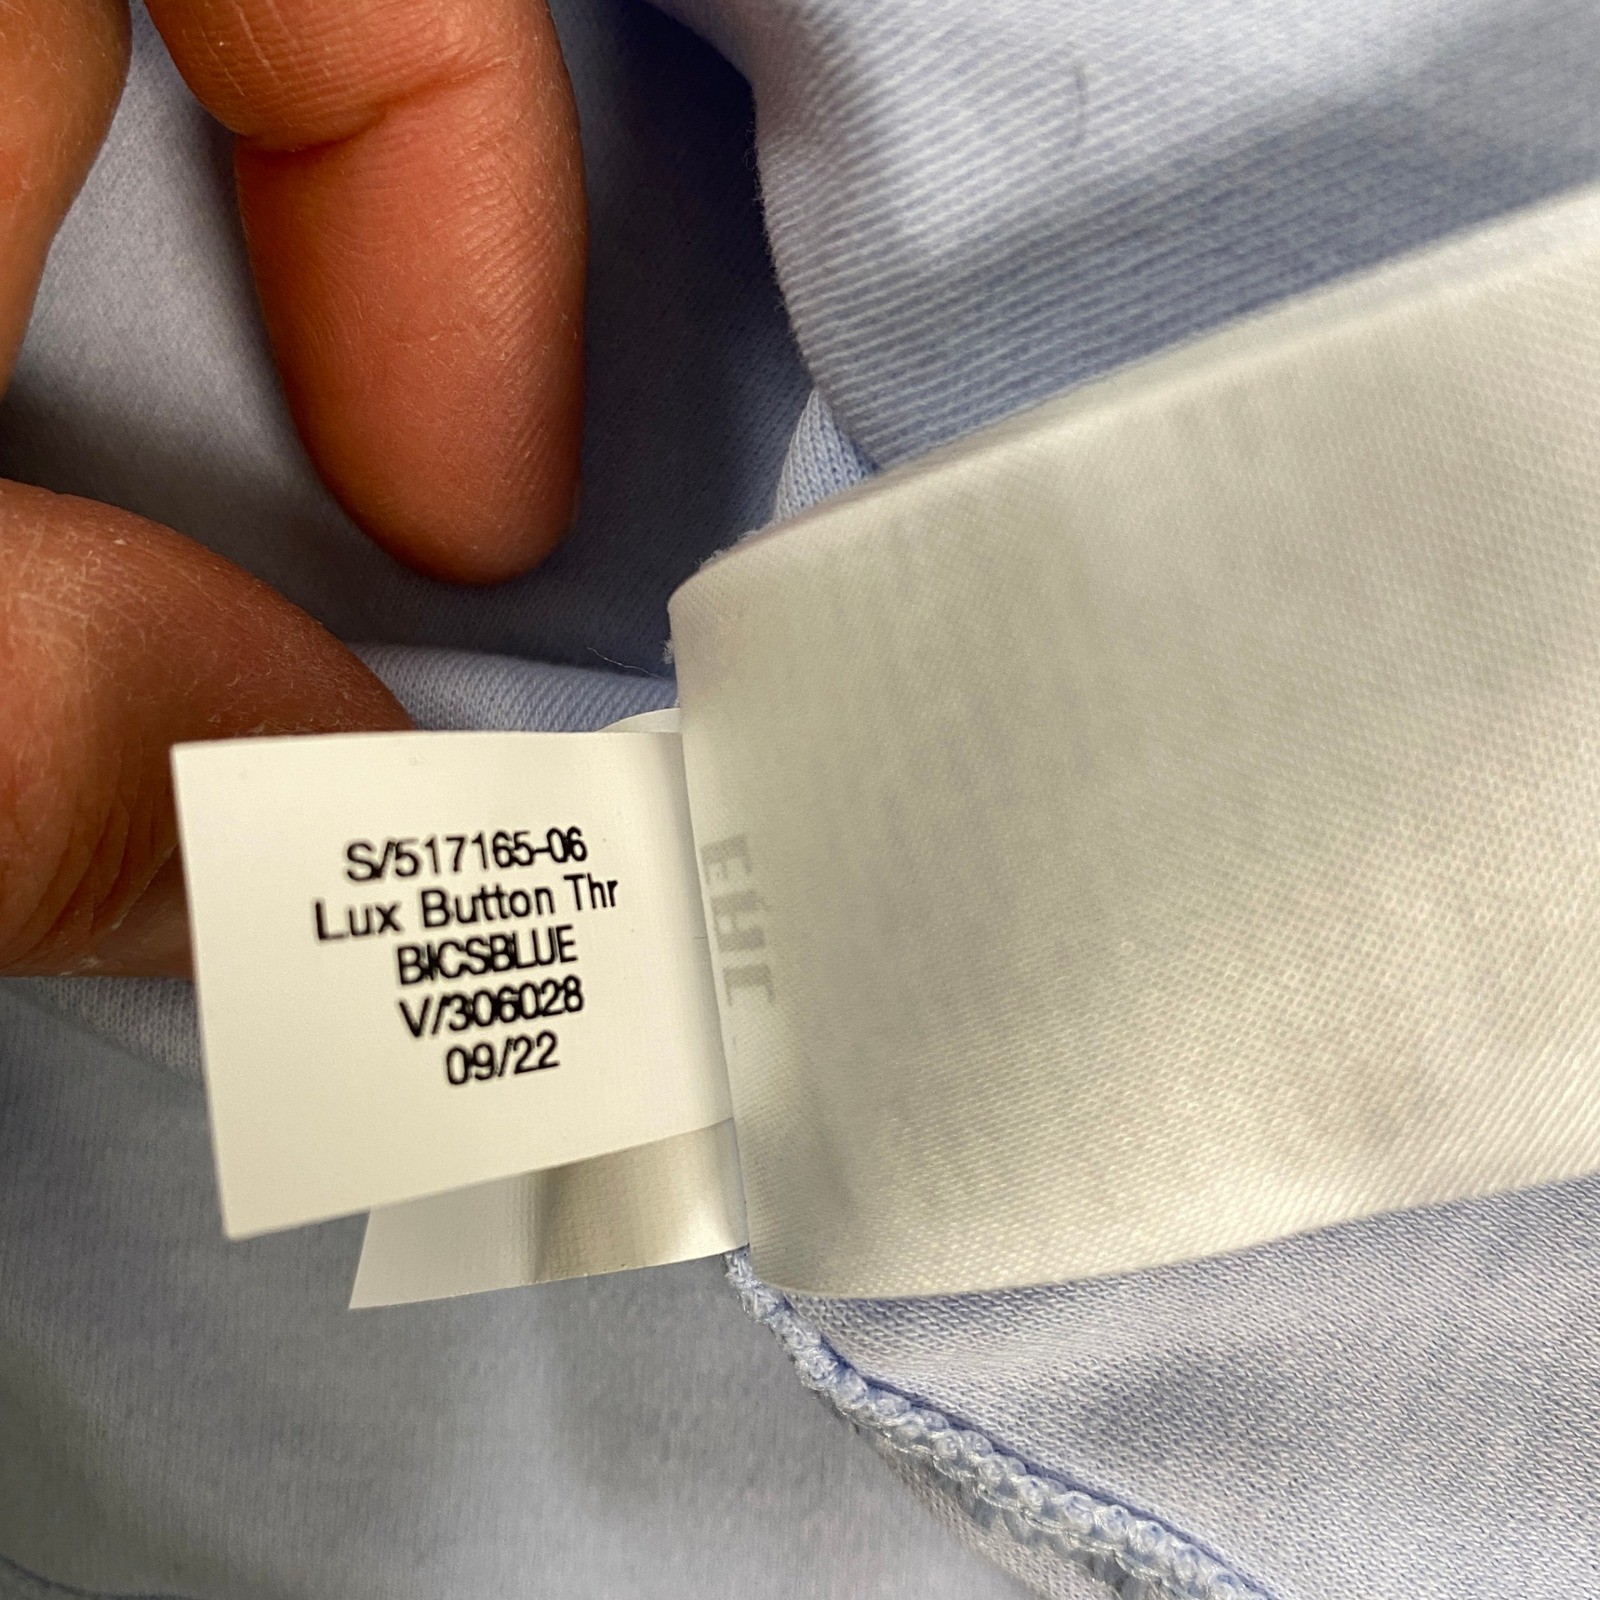 S/517165-06
Lux Button Thr
BICSBLUE
V/306028
09/22